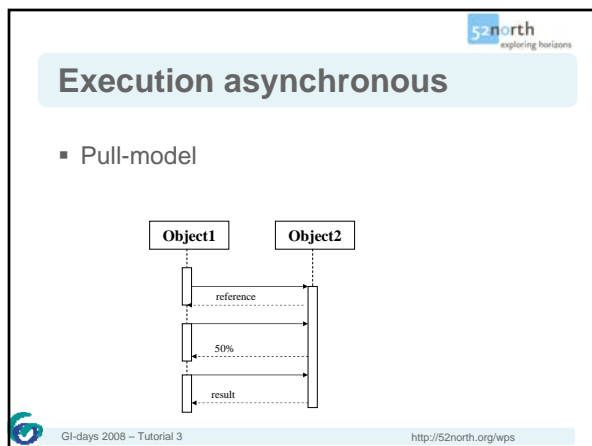 52north
exploring horizons
Execution asynchronous
▪ Pull-model
Object1
Object2
reference
50%
result
GI-days 2008 – Tutorial 3
http://52north.org/wps